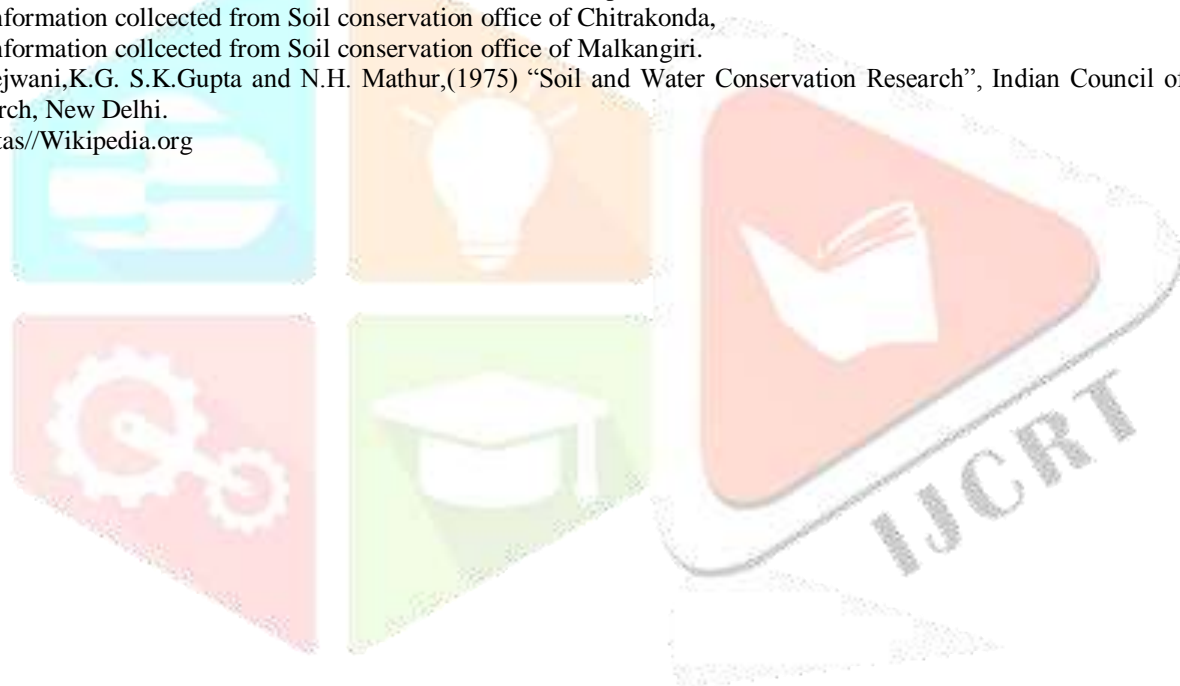 nformation collcected from Soil conservation office of Chitrakonda,
nformation collcected from Soil conservation office of Malkangiri.
ejwani,K.G. S.K.Gupta and N.H. Mathur,(1975) “Soil and Water Conservation Research”, Indian Council of
rch, New Delhi.
tas//Wikipedia.org
IJCRT